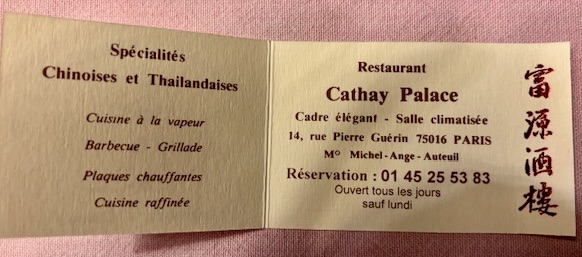 Spécialités
Chinoises et Thailandaises
Cuisine à la vapeur
Barbecue - Grillade
Plaques chauffantes
Cuisine raffinée
Restaurant
Cathay Palace
Cadre élégant - Salle climatisée
14, rue Pierre Guérin 75016 PARIS
Mº Michel-Ange-Auteuil
Réservation : 01 45 25 53 83
Ouvert tous les jours
sauf lundi
富源酒樓